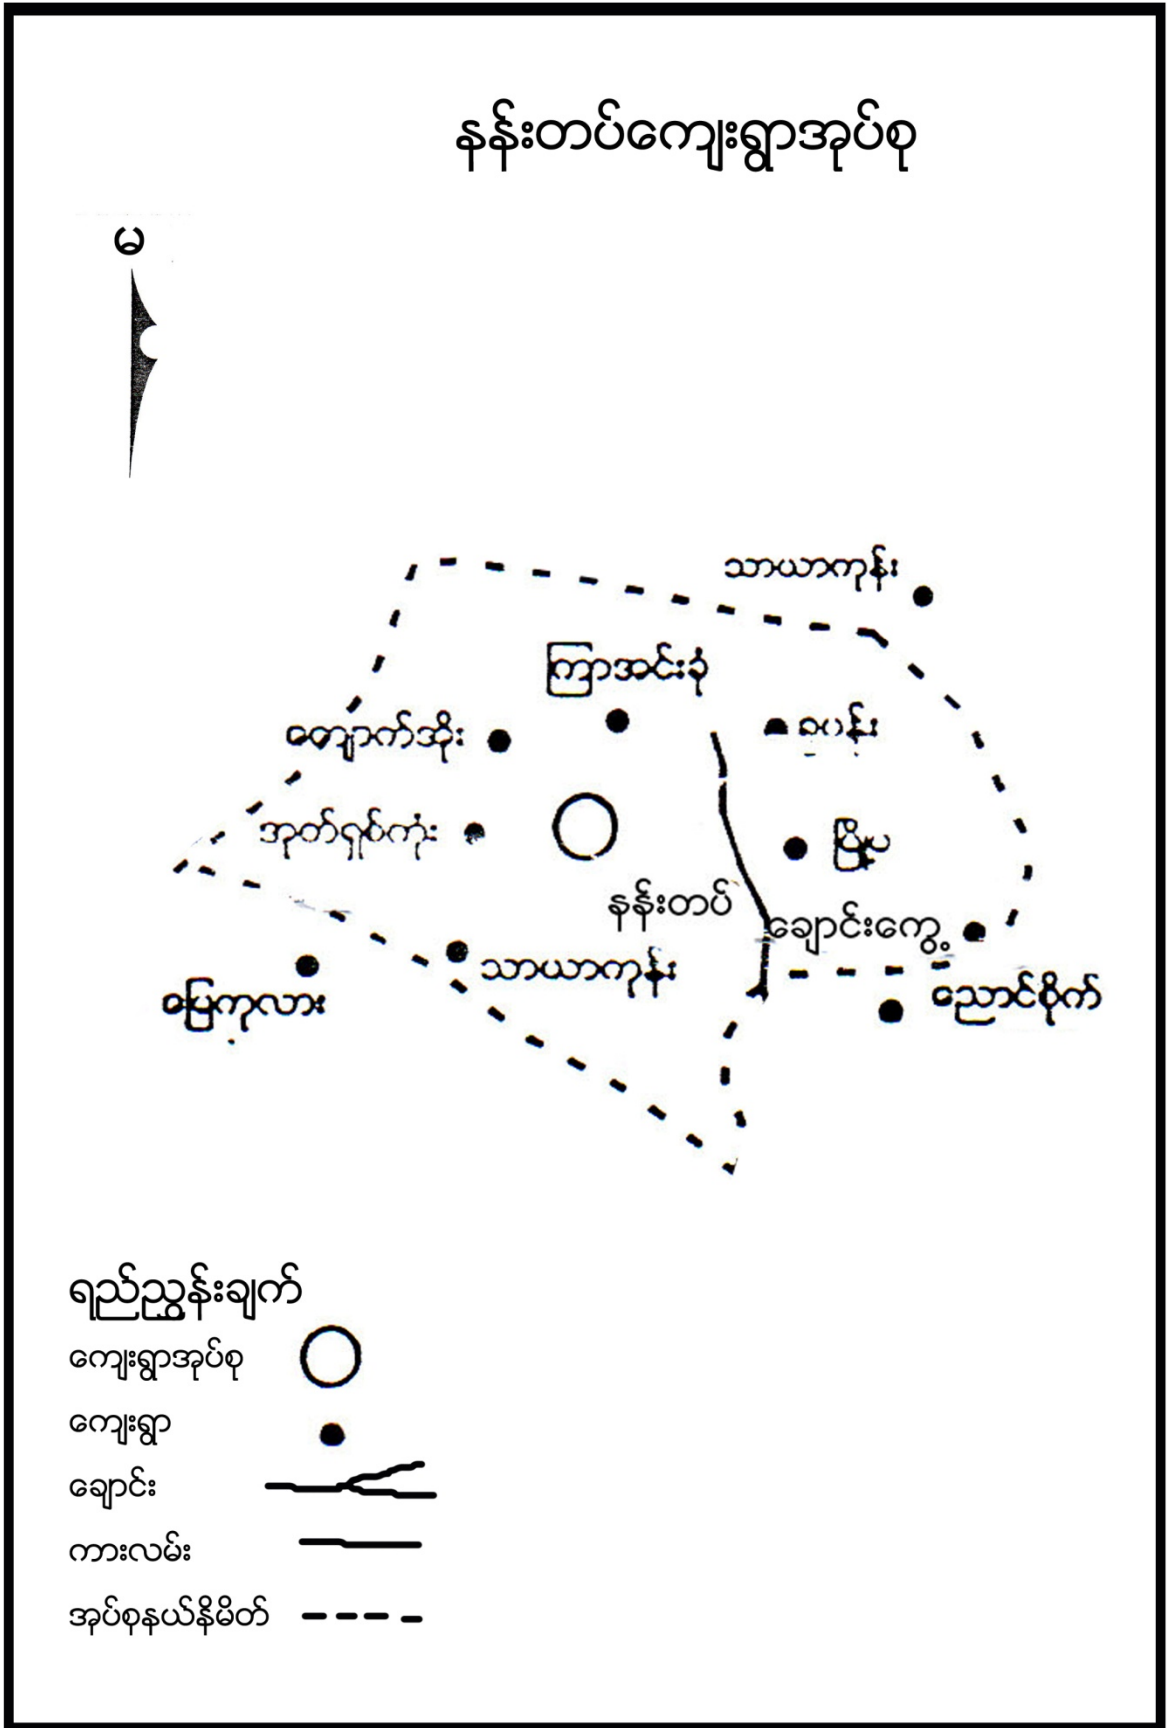 နန်းတပ်ကျေးရွာအုပ်စု
မ
သာယာကုန်း
ကြာအင်းခုံ
ကျောက်အိုး
အုတ်ရှစ်ကုံး
မြို့ပ
နန်းတပ်
ချောင်းကွေ့
သာယာကုန်း
မြေကုလား
ညောင်စိုက်
ရည်ညွှန်းချက်
ကျေးရွာအုပ်စု
ကျေးရွာ
ချောင်း
ကားလမ်း
အုပ်စုနယ်နိမိတ်